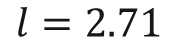 l = 2.71